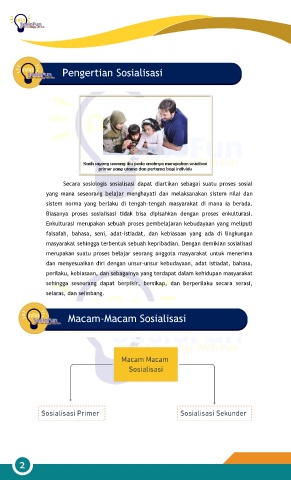 Pengertian Sosialisasi
Kasih sayang seorang ibu pada anaknya merupakan sosialisasi
primer yang utama dan pertama bagi individu
Secara sosiologis sosialisasi dapat diartikan sebagai suatu proses sosial
yang mana seseorang belajar menghayati dan melaksanakan sistem nilai dan
sistem norma yang berlaku di tengah-tengah masyarakat di mana ia berada.
Biasanya proses sosialisasi tidak bisa dipisahkan dengan proses enkulturasi.
Enkulturasi merupakan sebuah proses pembelajaran kebudayaan yang meliputi
falsafah, bahasa, seni, adat-istiadat, dan kebiasaan yang ada di lingkungan
masyarakat sehingga terbentuk sebuah kepribadian. Dengan demikian sosialisasi
merupakan suatu proses belajar seorang anggota masyarakat untuk menerima
dan menyesuaikan diri dengan unsur-unsur kebudayaan, adat istiadat, bahasa,
perilaku, kebiasaan, dan sebagainya yang terdapat dalam kehidupan masyarakat
sehingga seseorang dapat berpikir, bersikap, dan berperilaku secara serasi,
selaras, dan seimbang.
Macam-Macam Sosialisasi
Macam Macam
Sosialisasi
Sosialisasi Primer
Sosialisasi Sekunder
2